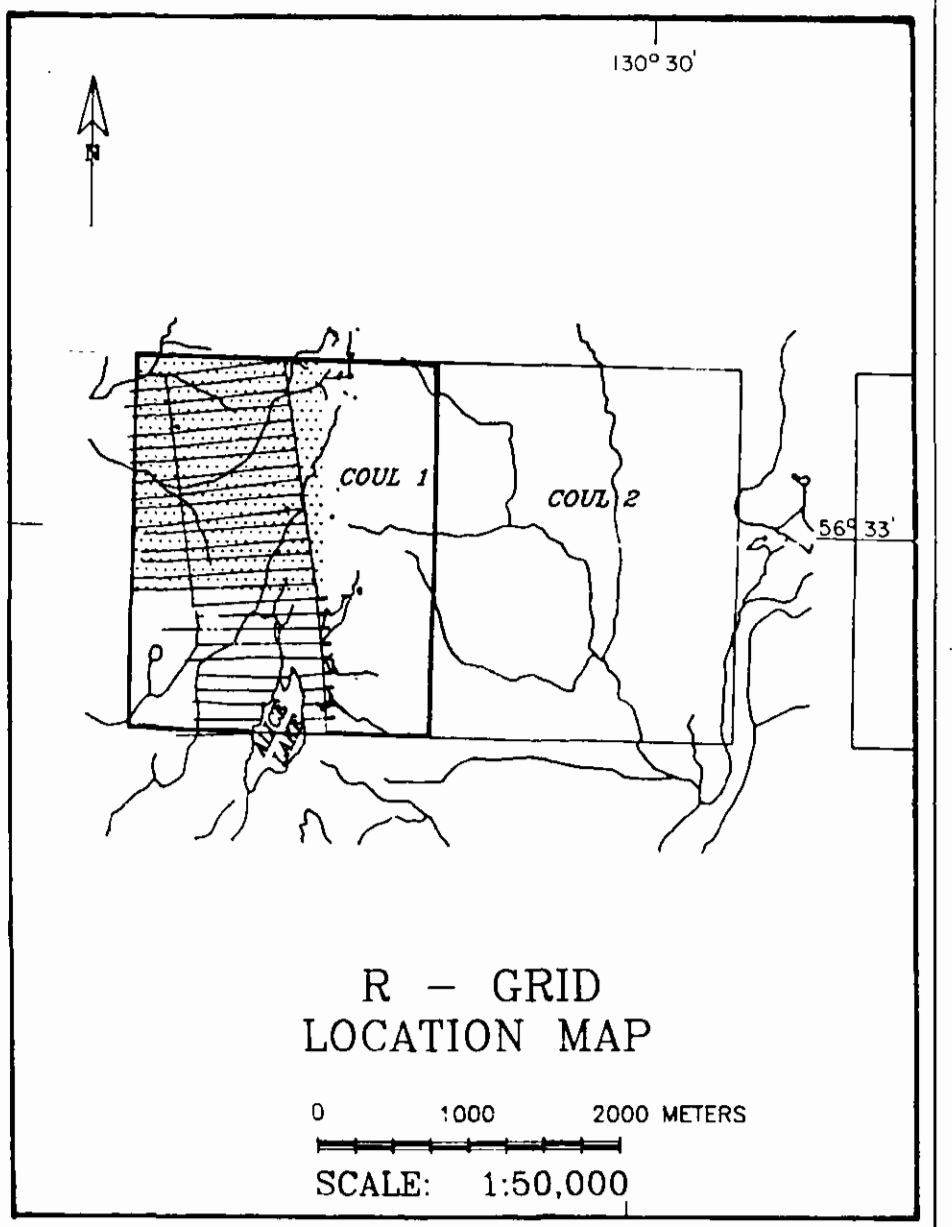 130° 30'
N
COUL 1
COUL 2
56° 33'
ALICE
LAKE
R – GRID
LOCATION MAP
0 1000 2000 METERS
SCALE: 1:50,000